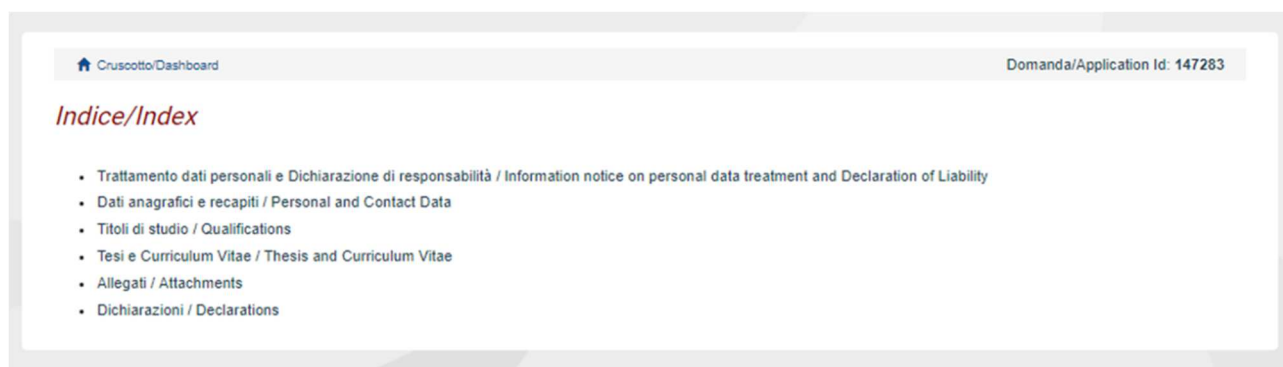 Cruscotto/Dashboard Domanda/Application Id: 147283
Indice/Index
Trattamento dati personali e Dichiarazione di responsabilità / Information notice on personal data treatment and Declaration of Liability
Dati anagrafici e recapiti / Personal and Contact Data
Titoli di studio / Qualifications
Tesi e Curriculum Vitae / Thesis and Curriculum Vitae
Allegati / Attachments
Dichiarazioni / Declarations